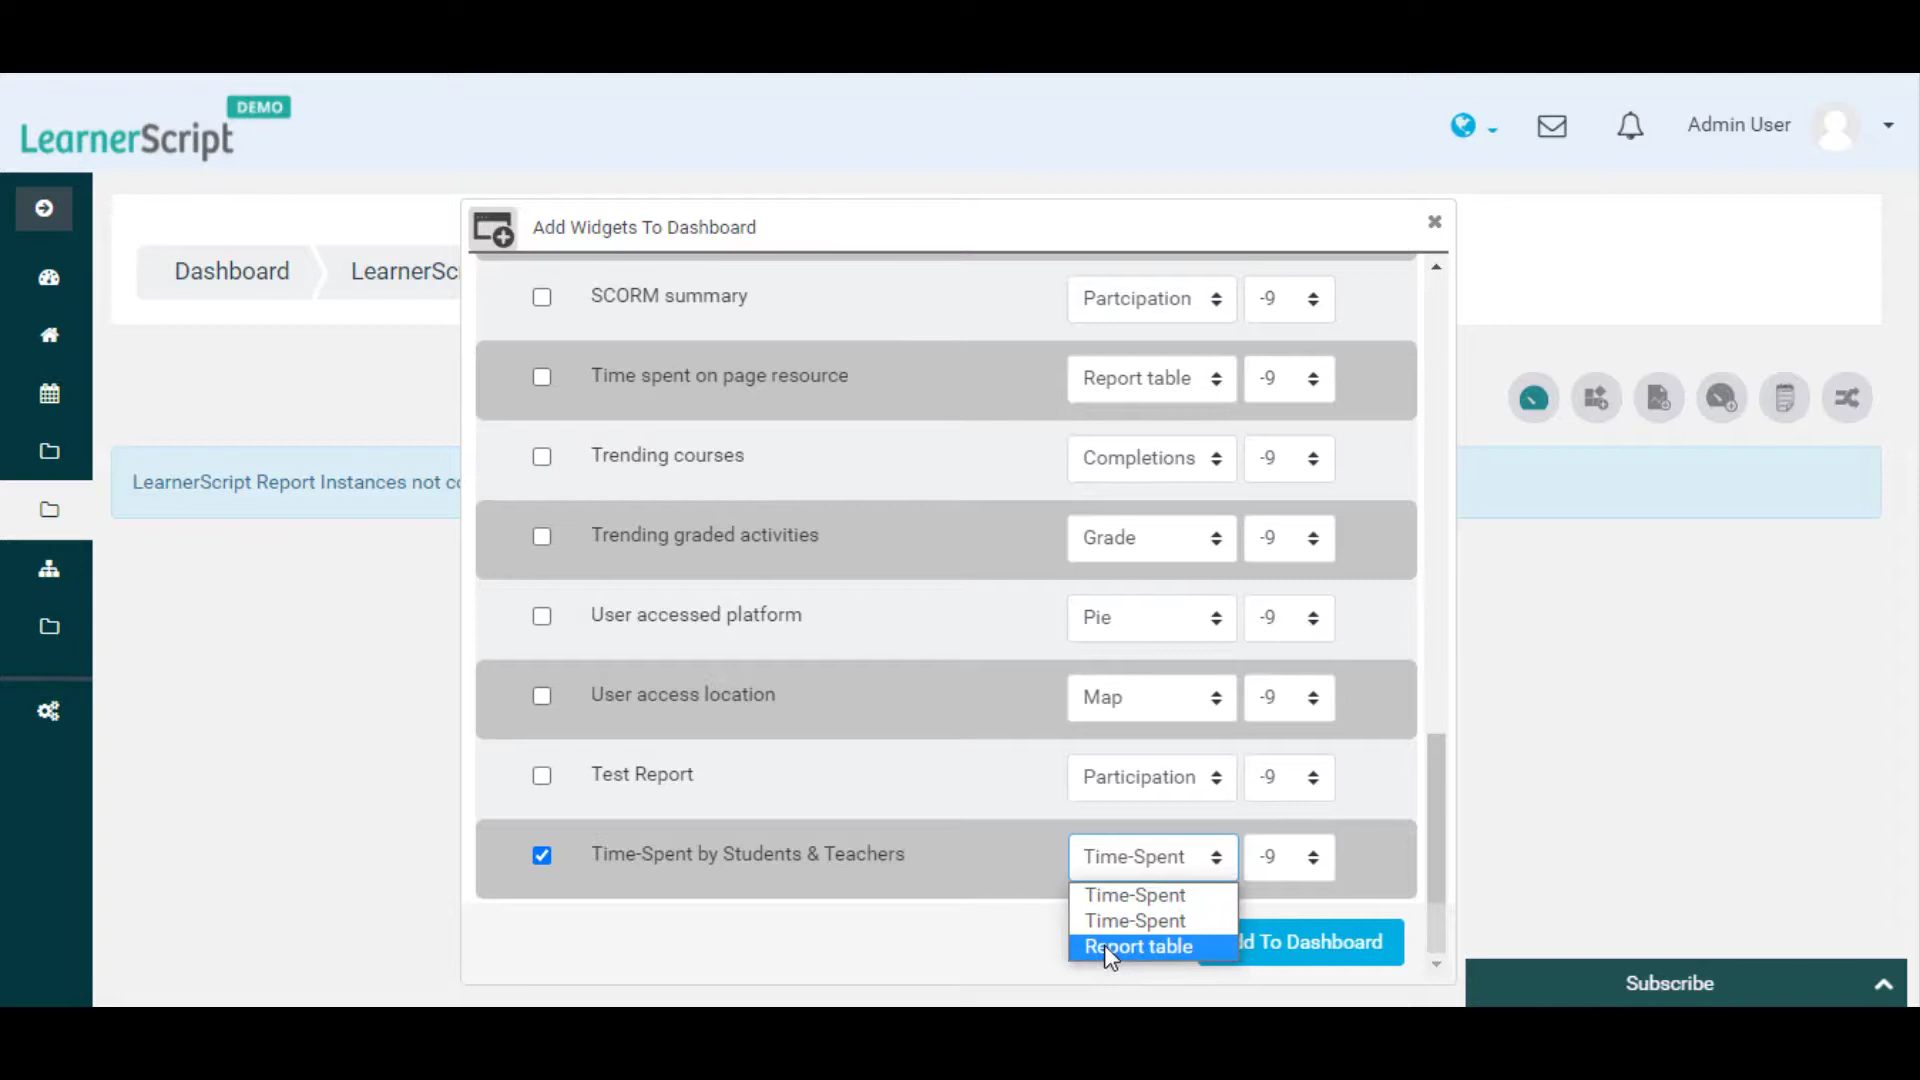 DEMO
LearnerScript
Admin User
Add Widgets To Dashboard
Dashboard
LearnerSc
SCORM summary
Partcipation
-9
Time spent on page resource
Report table
-9
Trending courses
Completions
-9
LearnerScript Report Instances not co
Trending graded activities
Grade
-9
User accessed platform
Pie
-9
User access location
Map
-9
Test Report
Participation
-9
Time-Spent by Students & Teachers
Time-Spent
-9
Time-Spent
Time-Spent
Report table
dd To Dashboard
Subscribe